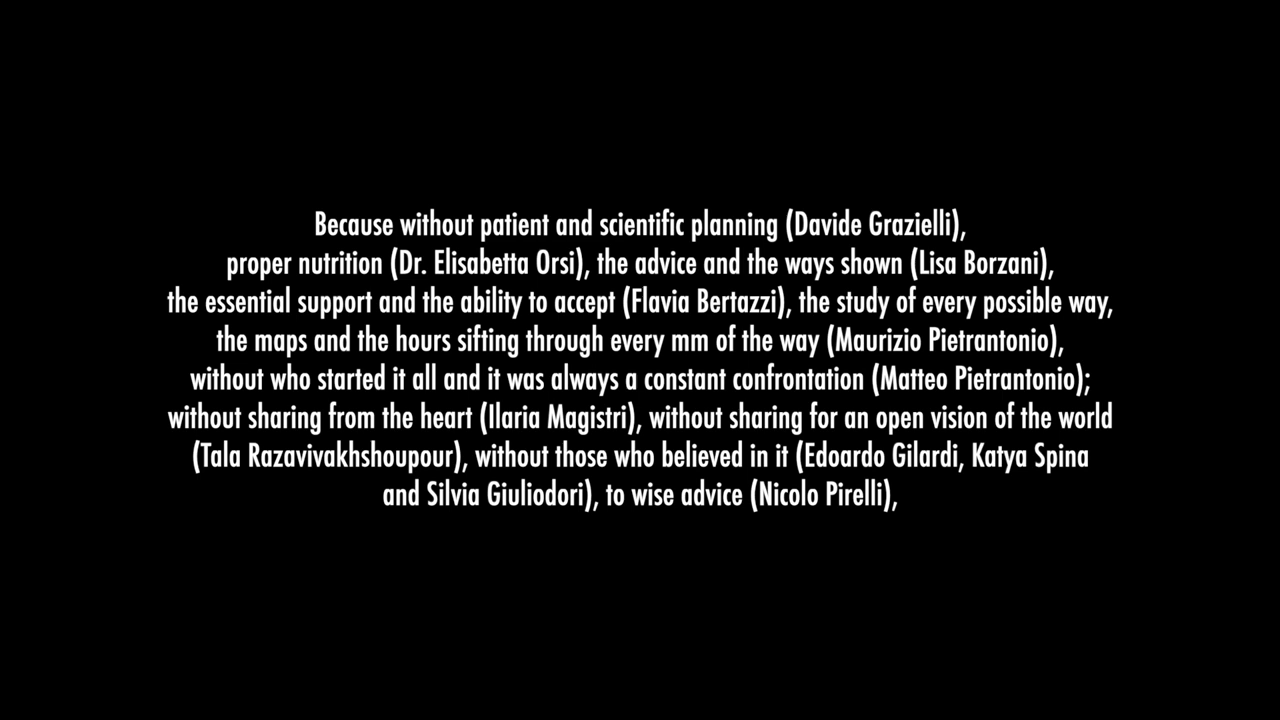 Because without patient and scientific planning (Davide Grazielli),
proper nutrition (Dr. Elisabetta Orsi), the advice and the ways shown (Lisa Borzani),
the essential support and the ability to accept (Flavia Bertazzi), the study of every possible way,
the maps and the hours sifting through every mm of the way (Maurizio Pietrantonio),
without who started it all and it was always a constant confrontation (Matteo Pietrantonio);
without sharing from the heart (Ilaria Magistri), without sharing for an open vision of the world
(Tala Razavivakhshoupour), without those who believed in it (Edoardo Gilardi, Katya Spina
and Silvia Giuliodori), to wise advice (Nicolo Pirelli),